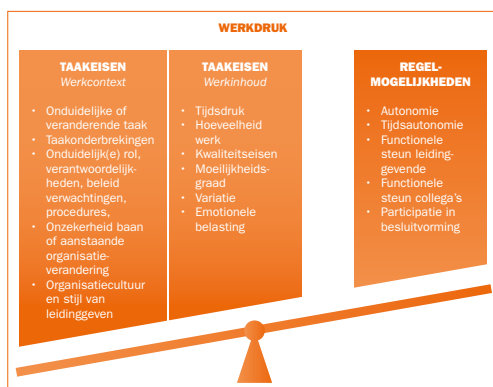 WERKDRUK
TAAKEISEN
Werkcontext
• Onduidelijke of
veranderende taak
• Taakonderbrekingen
• Onduidelijk(e) rol,
verantwoordelijk-
heden, beleid
verwachtingen,
procedures,
• Onzekerheid baan
of aanstaande
organisatie-
verandering
• Organisatiecultuur
en stijl van
leidinggeven
TAAKEISEN
Werkinhoud
• Tijdsdruk
• Hoeveelheid
werk
• Kwaliteitseisen
• Moeilijkheids-
graad
• Variatie
• Emotionele
belasting
REGEL-
MOGELIJKHEDEN
• Autonomie
• Tijdsautonomie
• Functionele
steun leiding-
gevende
• Functionele
steun collega's
• Participatie in
besluitvorming